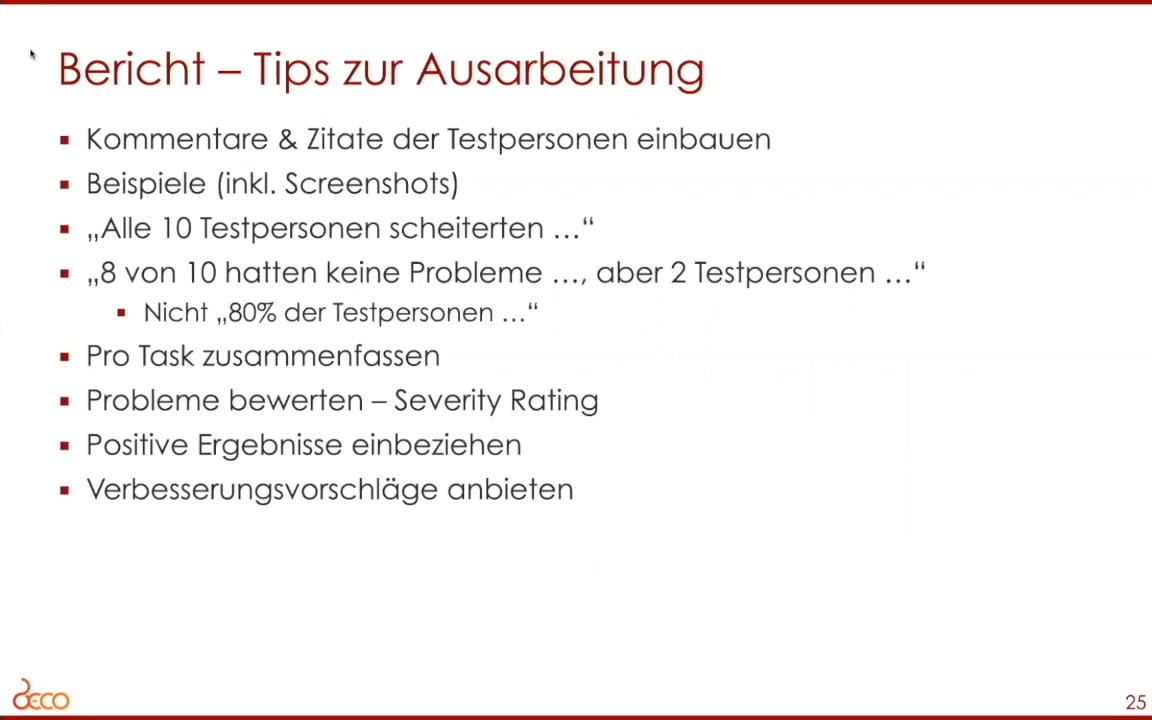 Bericht – Tips zur Ausarbeitung
Kommentare & Zitate der Testpersonen einbauen
Beispiele (inkl. Screenshots)
„Alle 10 Testpersonen scheiterten …“
„8 von 10 hatten keine Probleme …, aber 2 Testpersonen …“
Nicht „80% der Testpersonen …“
Pro Task zusammenfassen
Probleme bewerten – Severity Rating
Positive Ergebnisse einbeziehen
Verbesserungsvorschläge anbieten
DECO
25